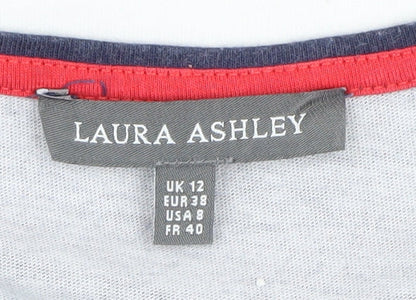 LAURA ASHLEY
UK 12
EUR 38
USA 8
FR 40